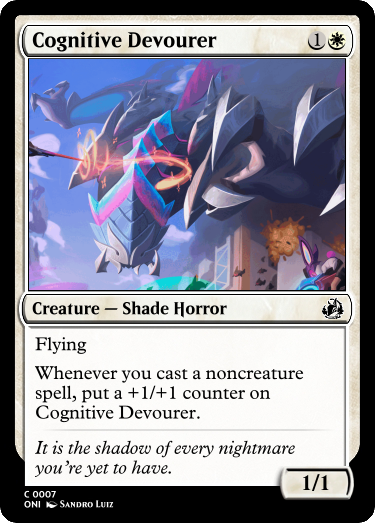 Cognitive Devourer 1
Creature — Shade Horror
Flying
Whenever you cast a noncreature
spell, put a +1/+1 counter on
Cognitive Devourer.
It is the shadow of every nightmare
you're yet to have.
1/1
C 0007
ONI Sandro Luiz